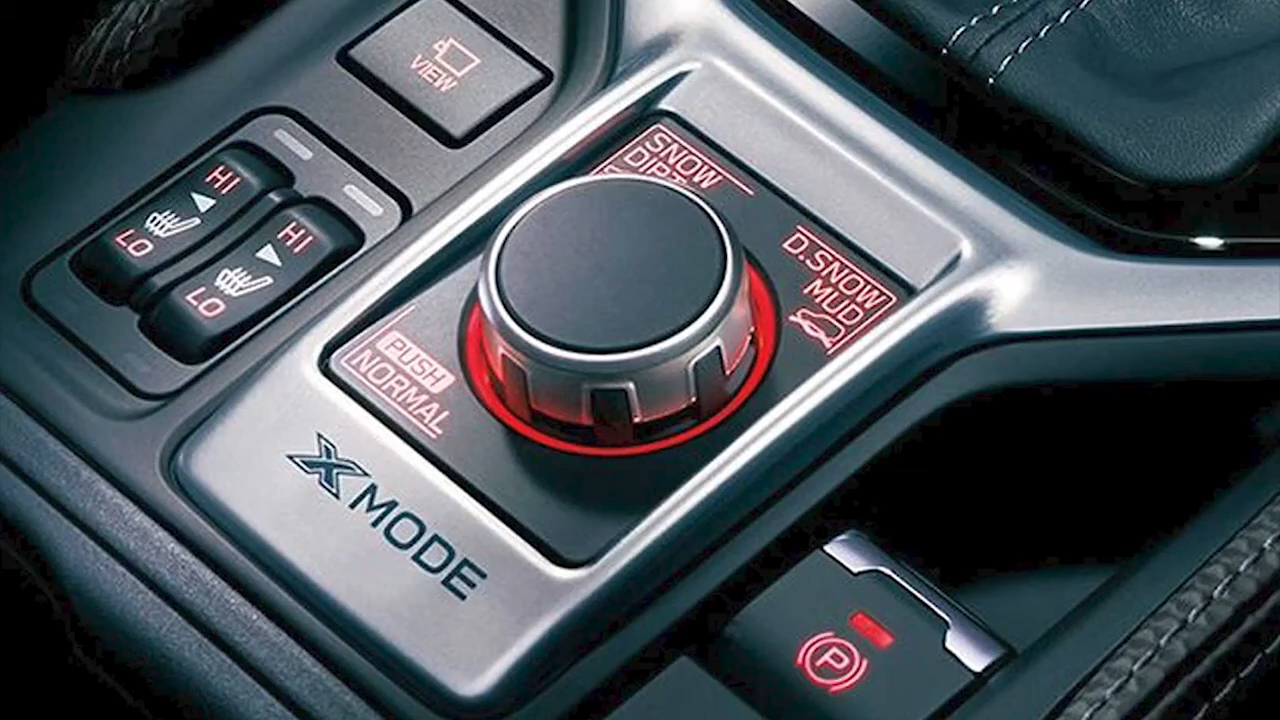 VIEW
HI
LO
HI
LO
SNOW
DIRT
D.SNOW
MUD
PUSH
NORMAL
X MODE
P